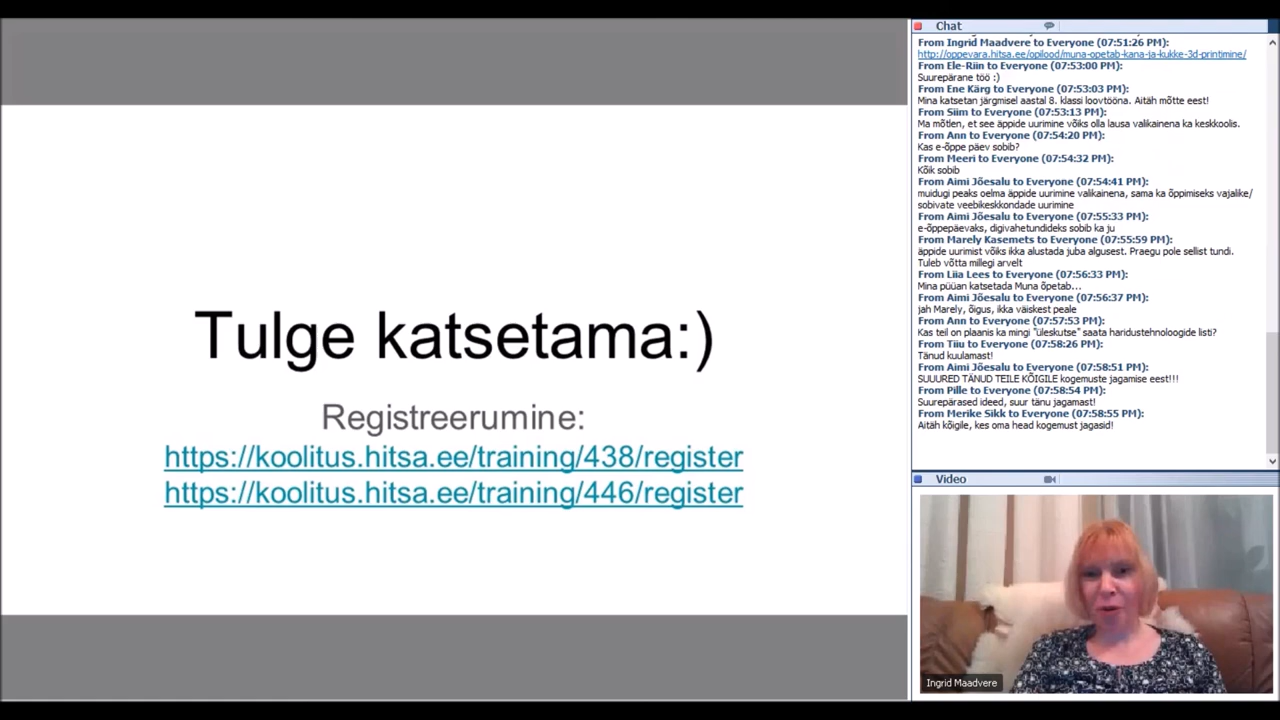 Tulge katsetama:)
Registreerumine:
https://koolitus.hitsa.ee/training/438/register
https://koolitus.hitsa.ee/training/446/register
Chat
From Ingrid Maadvere to Everyone (07:51:26 PM):
http://oppevara.hitsa.ee/opilood/muna-opetab-kana-ja-kukke-3d-printimine/
From Ele-Riin to Everyone (07:53:00 PM):
Suurepärane töö :)
From Ene Kärg to Everyone (07:53:03 PM):
Mina katsetan järgmisel aastal 8. klassi loovtööna. Aitäh mõtte eest!
From Siim to Everyone (07:53:13 PM):
Ma mõtlen, et see äppide uurimine võiks olla lausa valikainena ka keskkoolis.
From Ann to Everyone (07:54:20 PM):
Kas e-õppe päev sobib?
From Meeri to Everyone (07:54:32 PM):
Kõik sobib
From Aimi Jõesalu to Everyone (07:54:41 PM):
muidugi peaks oelma äppide uurimine valikainena, sama ka õppimiseks vajalike/
sobivate veebikeskkondade uurimine
From Aimi Jõesalu to Everyone (07:55:33 PM):
e-õppepäevaks, digivahetundideks sobib ka ju
From Marely Kasemets to Everyone (07:55:59 PM):
äppide uurimist võiks ikka alustada juba algusest. Praegu pole sellist tundi.
Tuleb võtta millegi arvelt
From Liia Lees to Everyone (07:56:33 PM):
Mina püüan katsetada Muna õpetab...
From Aimi Jõesalu to Everyone (07:56:37 PM):
jah Marely, õigus, ikka väiskest peale
From Ann to Everyone (07:57:53 PM):
Kas teil on plaanis ka mingi "üleskutse" saata haridustehnoloogide listi?
From Tiiu to Everyone (07:58:26 PM):
Tänud kuulamast!
From Aimi Jõesalu to Everyone (07:58:51 PM):
SUURED TÄNUD TEILE KÕIGILE kogemuste jagamise eest!!!
From Pille to Everyone (07:58:54 PM):
Suurepärased ideed, suur tänu jagamast!
From Merike Sikk to Everyone (07:58:55 PM):
Aitäh kõigile, kes oma head kogemust jagasid!
Video
Ingrid Maadvere